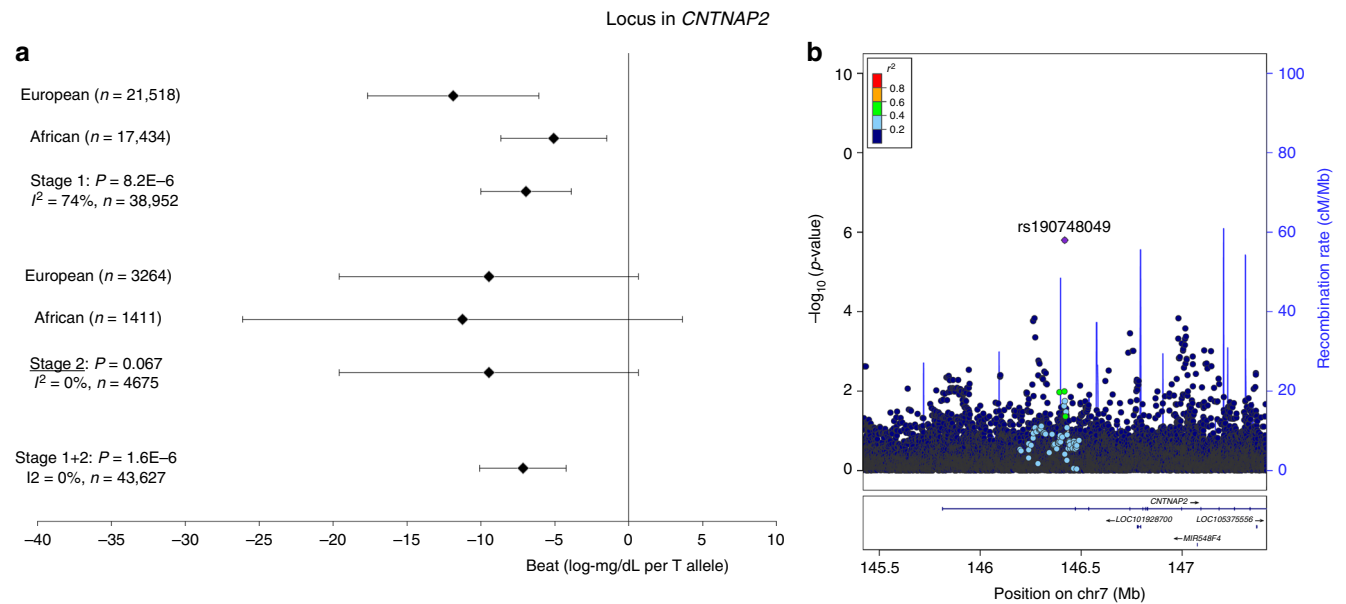 Locus in CNTNAP2
a
European (n = 21,518)
African (n = 17,434)
Stage 1: P = 8.2E–6
I² = 74%, n = 38,952
European (n = 3264)
African (n = 1411)
Stage 2: P = 0.067
I² = 0%, n = 4675
Stage 1+2: P = 1.6E–6
I2 = 0%, n = 43,627
–40 –35 –30 –25 –20 –15 –10 –5 0 5 10
Beat (log-mg/dL per T allele)
b
r²
0.8
0.6
0.4
0.2
10
0
6
4
2
0
–log₁₀ (p-value)
rs190748049
100
80
60
40
20
0
Recombination rate (cM/Mb)
CNTNAP2 →
←LOC101928700
LOC105375556 →
←MIR548F4
145.5 146 146.5 147
Position on chr7 (Mb)